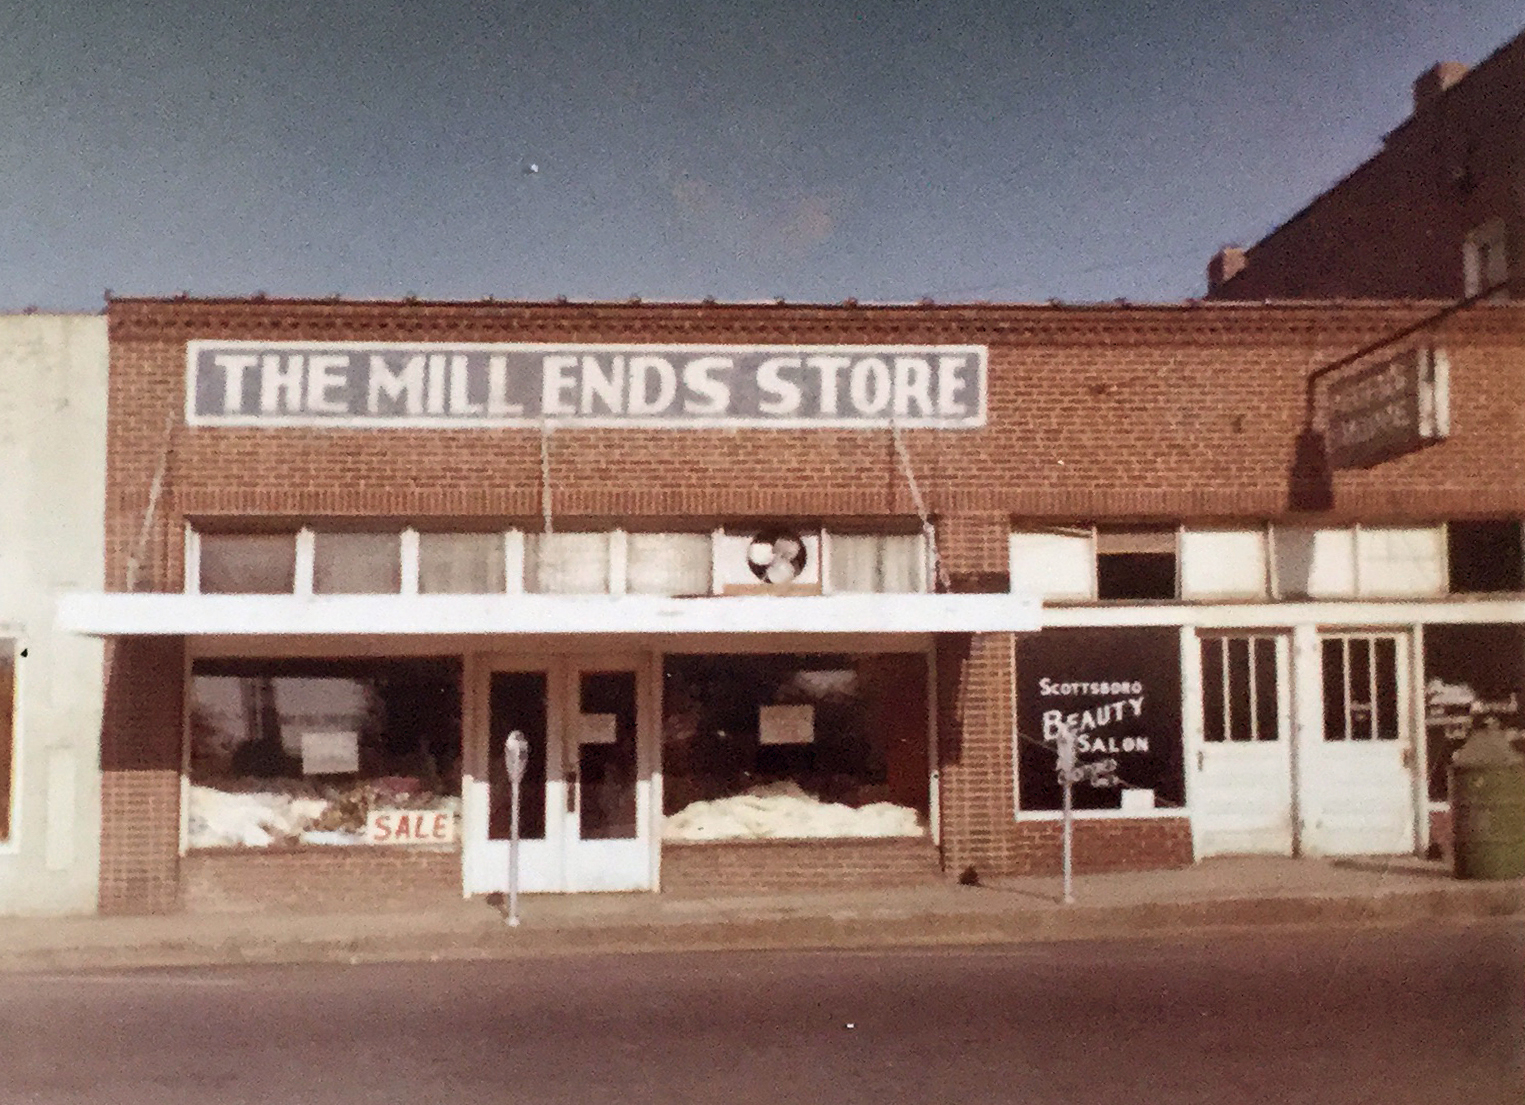 THE MILL ENDS STORE
SALE
SCOTTSBORO
BEAUTY
SALON